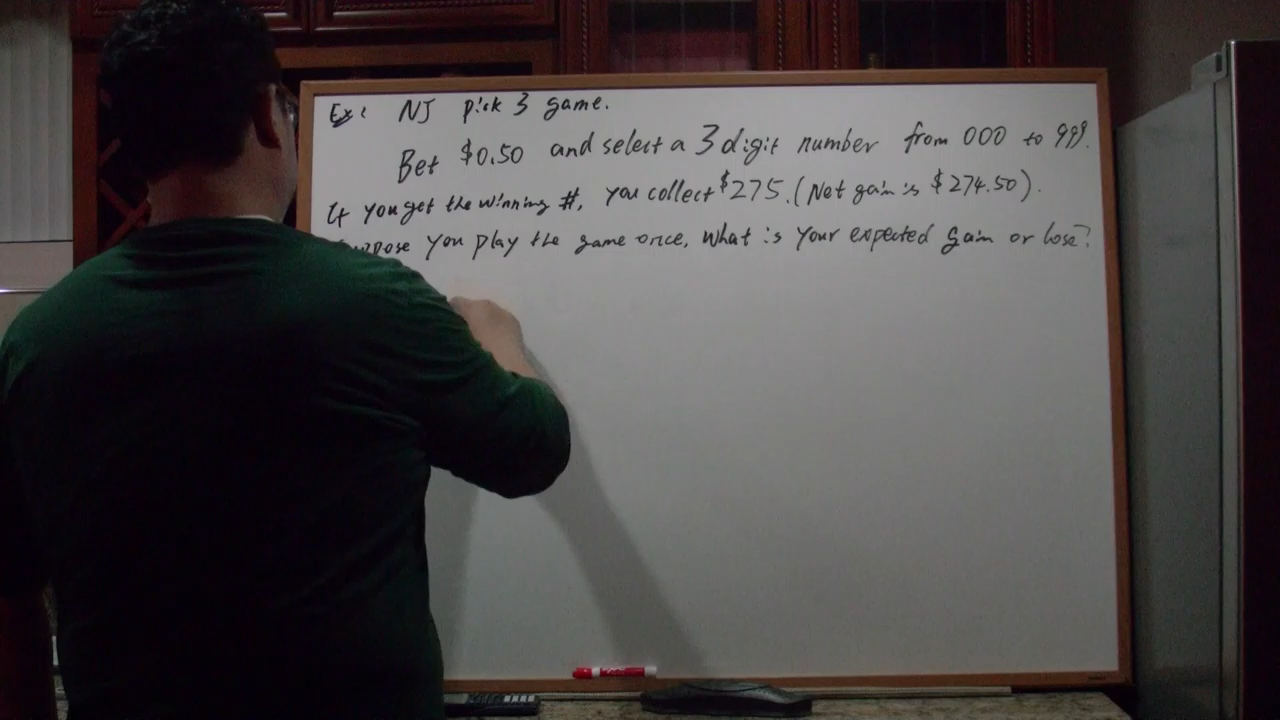 Ex: NJ pick 3 game.
Bet $0.50 and select a 3 digit number from 000 to 999.
If you get the winning #, you collect $275. (Net gain is $274.50).
you play the game once, what is your expected gain or lose?